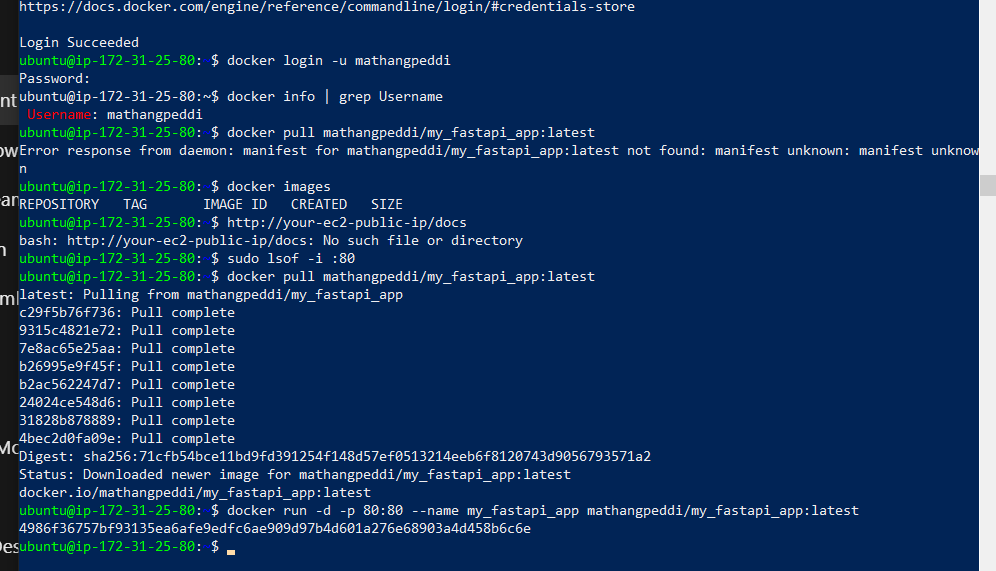 https://docs.docker.com/engine/reference/commandline/login/#credentials-store
Login Succeeded
ubuntu@ip-172-31-25-80:~$ docker login -u mathangpeddi
Password:
ubuntu@ip-172-31-25-80:~$ docker info | grep Username
 Username: mathangpeddi
ubuntu@ip-172-31-25-80:~$ docker pull mathangpeddi/my_fastapi_app:latest
Error response from daemon: manifest for mathangpeddi/my_fastapi_app:latest not found: manifest unknown: manifest unknow
n
ubuntu@ip-172-31-25-80:~$ docker images
REPOSITORY   TAG       IMAGE ID   CREATED   SIZE
ubuntu@ip-172-31-25-80:~$ http://your-ec2-public-ip/docs
bash: http://your-ec2-public-ip/docs: No such file or directory
ubuntu@ip-172-31-25-80:~$ sudo lsof -i :80
ubuntu@ip-172-31-25-80:~$ docker pull mathangpeddi/my_fastapi_app:latest
latest: Pulling from mathangpeddi/my_fastapi_app
c29f5b76f736: Pull complete
9315c4821e72: Pull complete
7e8ac65e25aa: Pull complete
b26995e9f45f: Pull complete
b2ac562247d7: Pull complete
24024ce548d6: Pull complete
31828b878889: Pull complete
4bec2d0fa09e: Pull complete
Digest: sha256:71cfb54bce11bd9fd391254f148d57ef0513214eeb6f8120743d9056793571a2
Status: Downloaded newer image for mathangpeddi/my_fastapi_app:latest
docker.io/mathangpeddi/my_fastapi_app:latest
ubuntu@ip-172-31-25-80:~$ docker run -d -p 80:80 --name my_fastapi_app mathangpeddi/my_fastapi_app:latest
4986f36757bf93135ea6afe9edfc6ae909d97b4d601a276e68903a4d458b6c6e
ubuntu@ip-172-31-25-80:~$